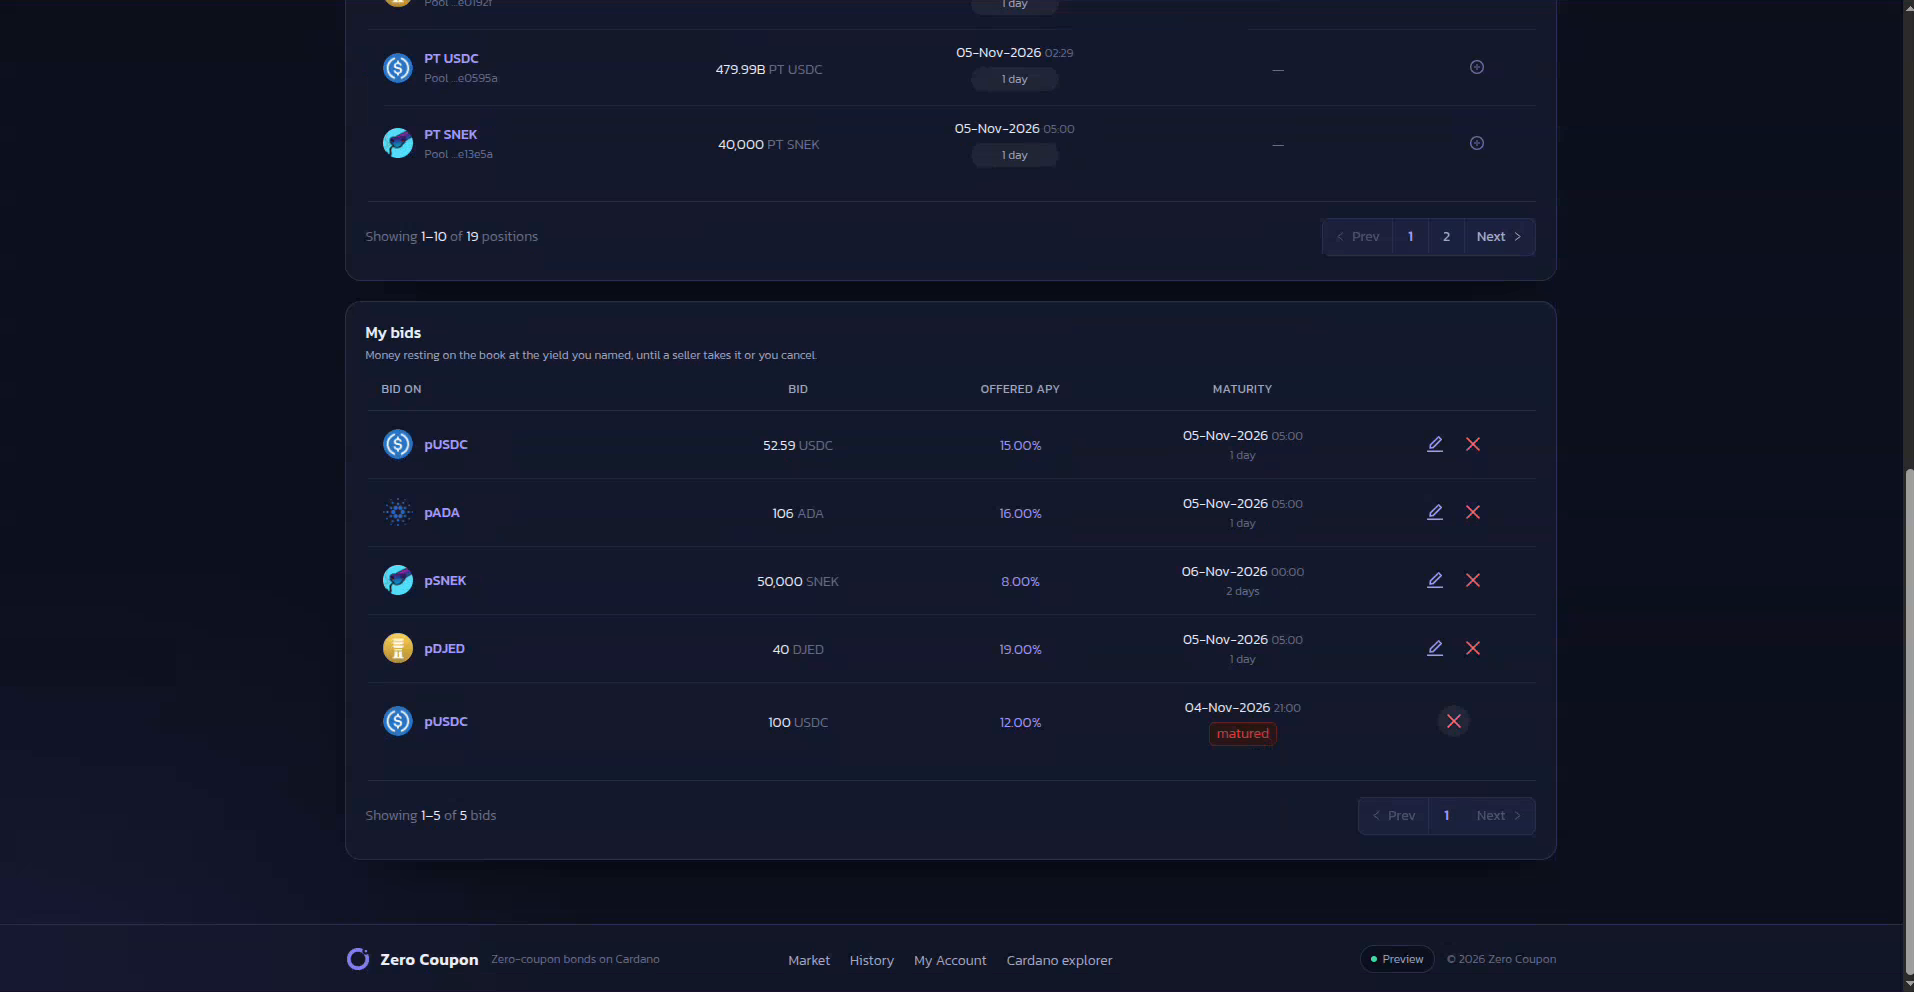 Pool ...e0192f
1 day
PT USDC
Pool ...e0595a
479.99B PT USDC
05-Nov-2026 02:29
1 day
—
PT SNEK
Pool ...e13e5a
40,000 PT SNEK
05-Nov-2026 05:00
1 day
—
Showing 1–10 of 19 positions
< Prev 1 2 Next >
My bids
Money resting on the book at the yield you named, until a seller takes it or you cancel.
BID ON BID OFFERED APY MATURITY
pUSDC 52.59 USDC 15.00% 05-Nov-2026 05:00
1 day
pADA 106 ADA 16.00% 05-Nov-2026 05:00
1 day
pSNEK 50,000 SNEK 8.00% 06-Nov-2026 00:00
2 days
pDJED 40 DJED 19.00% 05-Nov-2026 05:00
1 day
pUSDC 100 USDC 12.00% 04-Nov-2026 21:00
matured
Showing 1–5 of 5 bids
< Prev 1 Next >
Zero Coupon Zero-coupon bonds on Cardano Market History My Account Cardano explorer Preview © 2026 Zero Coupon